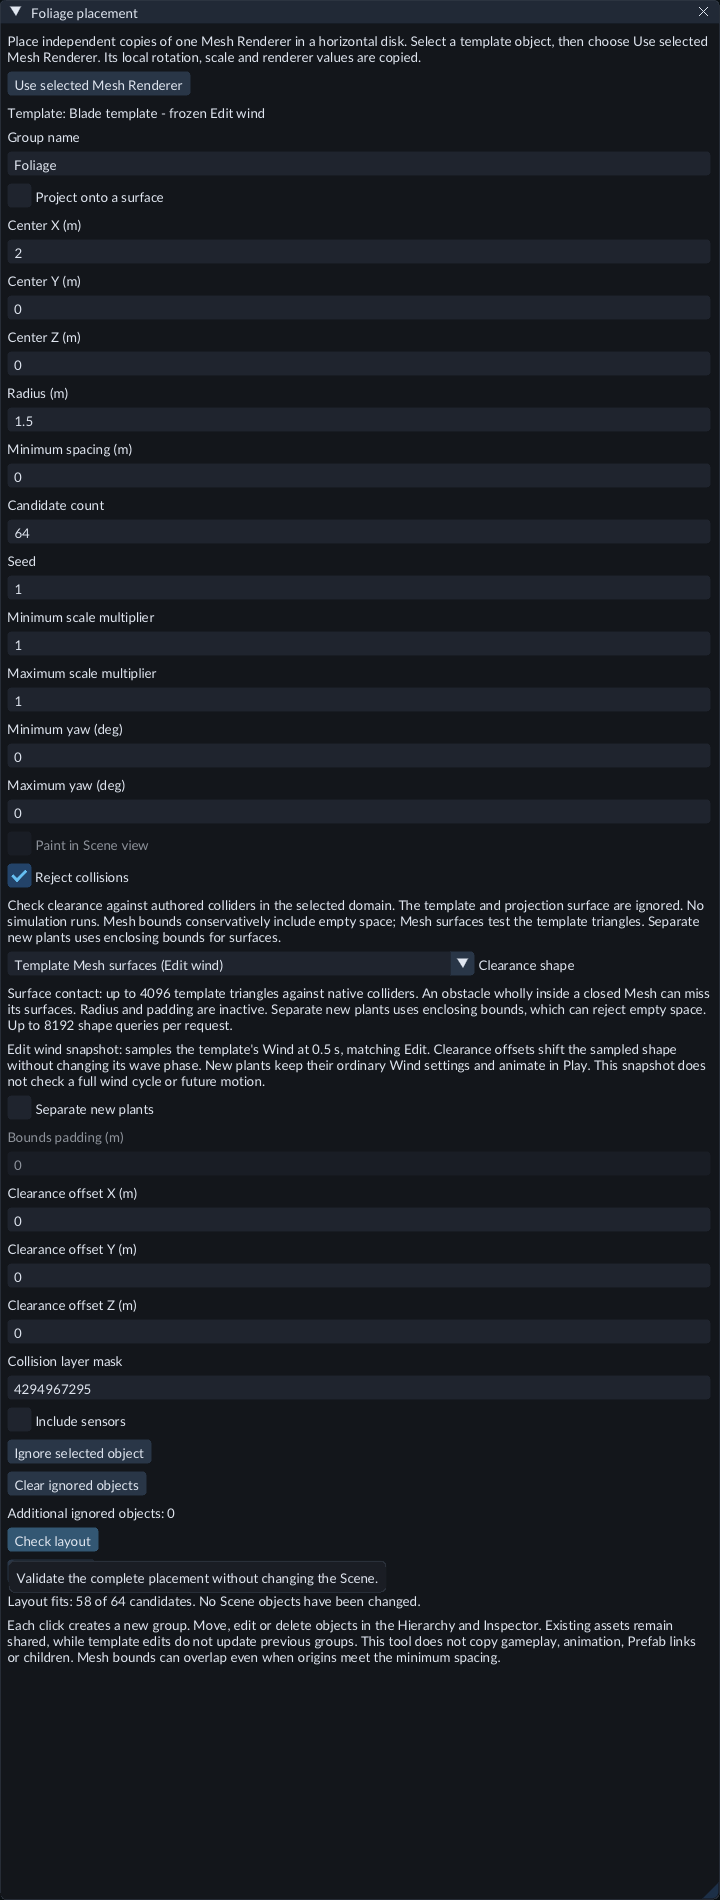 Foliage placement
Place independent copies of one Mesh Renderer in a horizontal disk. Select a template object, then choose Use selected
Mesh Renderer. Its local rotation, scale and renderer values are copied.
Use selected Mesh Renderer
Template: Blade template - frozen Edit wind
Group name
Foliage
Project onto a surface
Center X (m)
2
Center Y (m)
0
Center Z (m)
0
Radius (m)
1.5
Minimum spacing (m)
0
Candidate count
64
Seed
1
Minimum scale multiplier
1
Maximum scale multiplier
1
Minimum yaw (deg)
0
Maximum yaw (deg)
0
Paint in Scene view
Reject collisions
Check clearance against authored colliders in the selected domain. The template and projection surface are ignored. No
simulation runs. Mesh bounds conservatively include empty space; Mesh surfaces test the template triangles. Separate
new plants uses enclosing bounds for surfaces.
Template Mesh surfaces (Edit wind)
Clearance shape
Surface contact: up to 4096 template triangles against native colliders. An obstacle wholly inside a closed Mesh can miss
its surfaces. Radius and padding are inactive. Separate new plants uses enclosing bounds, which can reject empty space.
Up to 8192 shape queries per request.
Edit wind snapshot: samples the template's Wind at 0.5 s, matching Edit. Clearance offsets shift the sampled shape
without changing its wave phase. New plants keep their ordinary Wind settings and animate in Play. This snapshot does
not check a full wind cycle or future motion.
Separate new plants
Bounds padding (m)
0
Clearance offset X (m)
0
Clearance offset Y (m)
0
Clearance offset Z (m)
0
Collision layer mask
4294967295
Include sensors
Ignore selected object
Clear ignored objects
Additional ignored objects: 0
Check layout
Validate the complete placement without changing the Scene.
Layout fits: 58 of 64 candidates. No Scene objects have been changed.
Each click creates a new group. Move, edit or delete objects in the Hierarchy and Inspector. Existing assets remain
shared, while template edits do not update previous groups. This tool does not copy gameplay, animation, Prefab links
or children. Mesh bounds can overlap even when origins meet the minimum spacing.